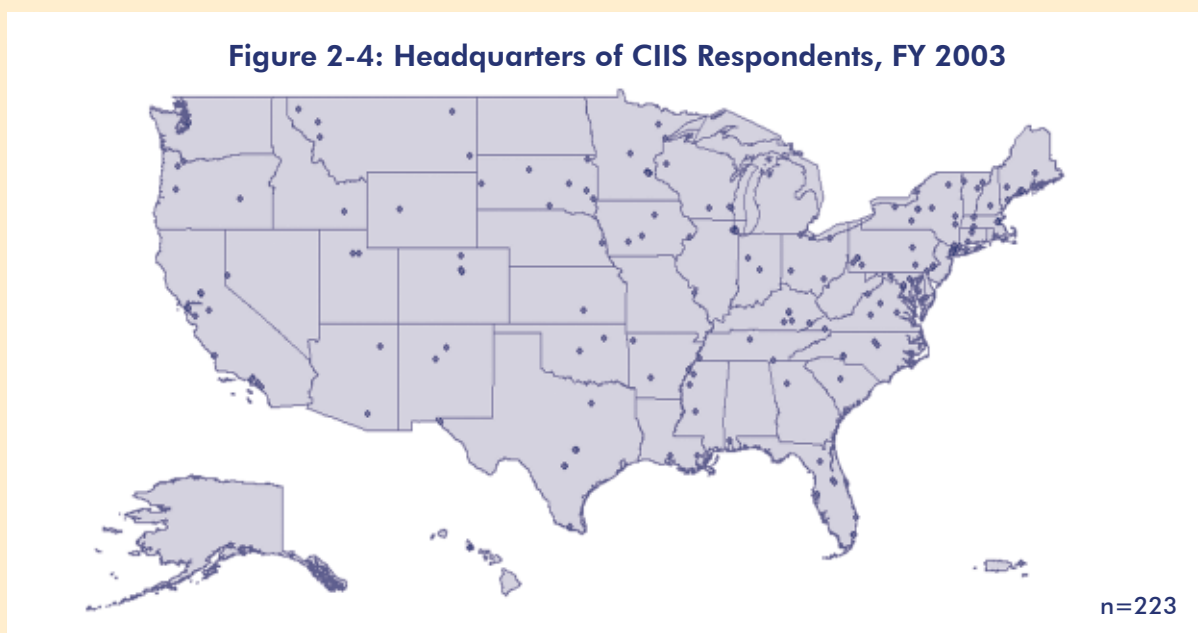 Figure 2-4: Headquarters of CIIS Respondents, FY 2003
n=223